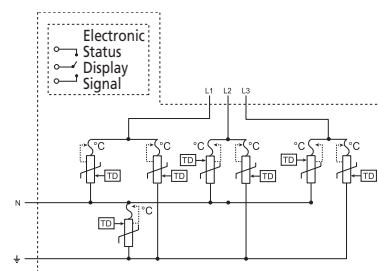 Electronic
Status
Display
Signal
L1 L2 L3
°C °C °C °C °C °C
TD TD
TD TD TD TD
N
°C
TD